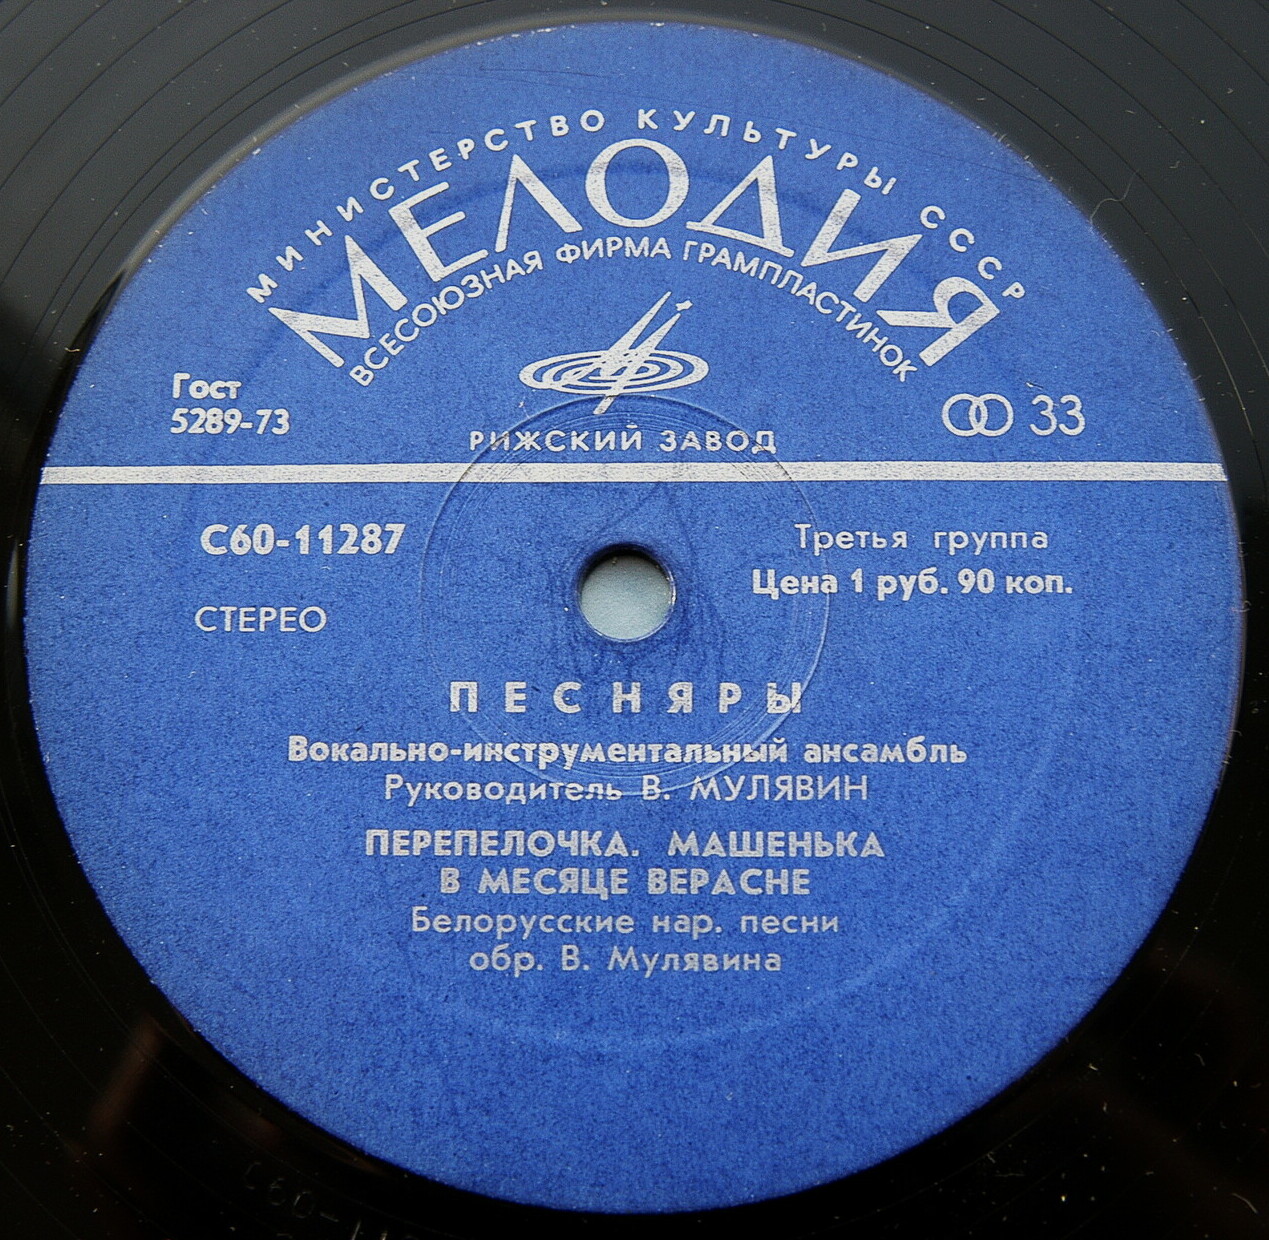 МИНИСТЕРСТВО КУЛЬТУРЫ СССР
МЕЛОДИЯ
ВСЕСОЮЗНАЯ ФИРМА ГРАМПЛАСТИНОК
Гост
5289-73
33
РИЖСКИЙ ЗАВОД
С60-11287
Третья группа
Цена 1 руб. 90 коп.
СТЕРЕО
ПЕСНЯРЫ
Вокально-инструментальный ансамбль
Руководитель В. МУЛЯВИН
ПЕРЕПЕЛОЧКА. МАШЕНЬКА
В МЕСЯЦЕ ВЕРАСНЕ
Белорусские нар. песни
обр. В. Мулявина